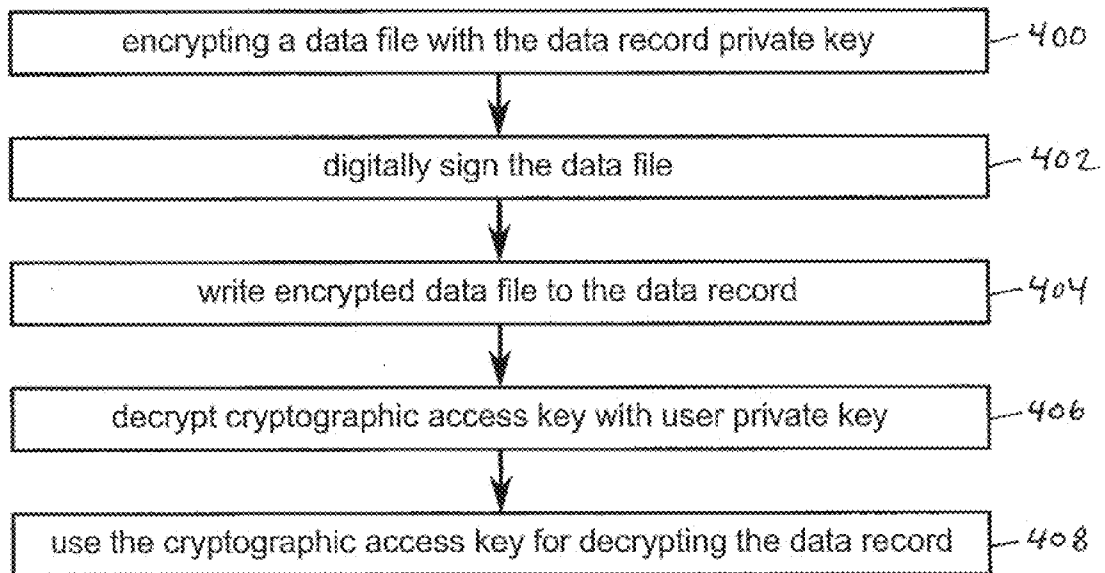 encrypting a data file with the data record private key 400
digitally sign the data file 402
write encrypted data file to the data record 404
decrypt cryptographic access key with user private key 406
use the cryptographic access key for decrypting the data record 408